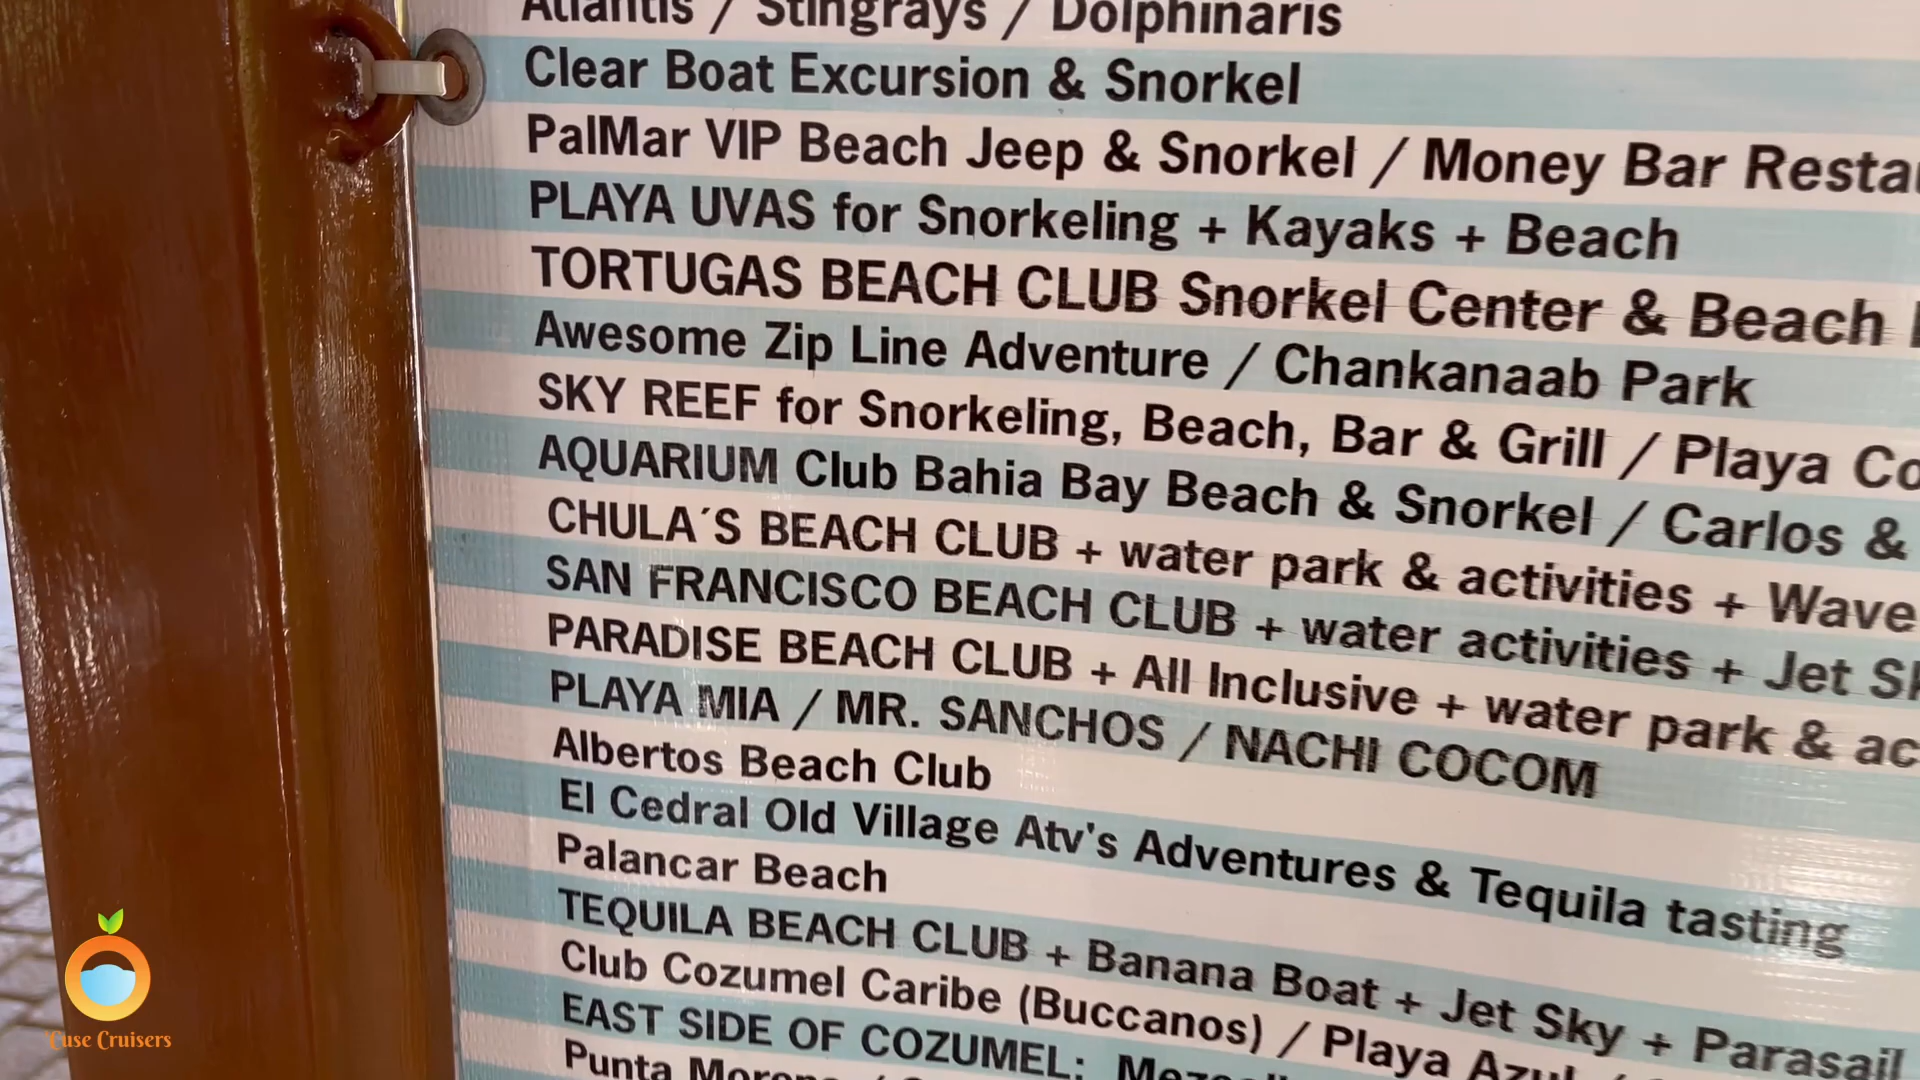 Atlantis / Stingrays / Dolphinaris
Clear Boat Excursion & Snorkel
PalMar VIP Beach Jeep & Snorkel / Money Bar
PLAYA UVAS for Snorkeling + Kayaks + Beach
TORTUGAS BEACH CLUB Snorkel Center & Beach
Awesome Zip Line Adventure / Chankanaab Park
SKY REEF for Snorkeling, Beach, Bar & Grill / Playa
AQUARIUM Club Bahia Bay Beach & Snorkel / Carlos &
CHULA´S BEACH CLUB + water park & activities + Wave
SAN FRANCISCO BEACH CLUB + water activities + Jet
PARADISE BEACH CLUB + All Inclusive + water park &
PLAYA MIA / MR. SANCHOS / NACHI COCOM
Albertos Beach Club
El Cedral Old Village Atv's Adventures & Tequila tasting
Palancar Beach
TEQUILA BEACH CLUB + Banana Boat + Jet Sky + Parasail
Club Cozumel Caribe (Buccanos) / Playa Azul /
EAST SIDE OF COZUMEL:
Punta
'Cuse Cruisers